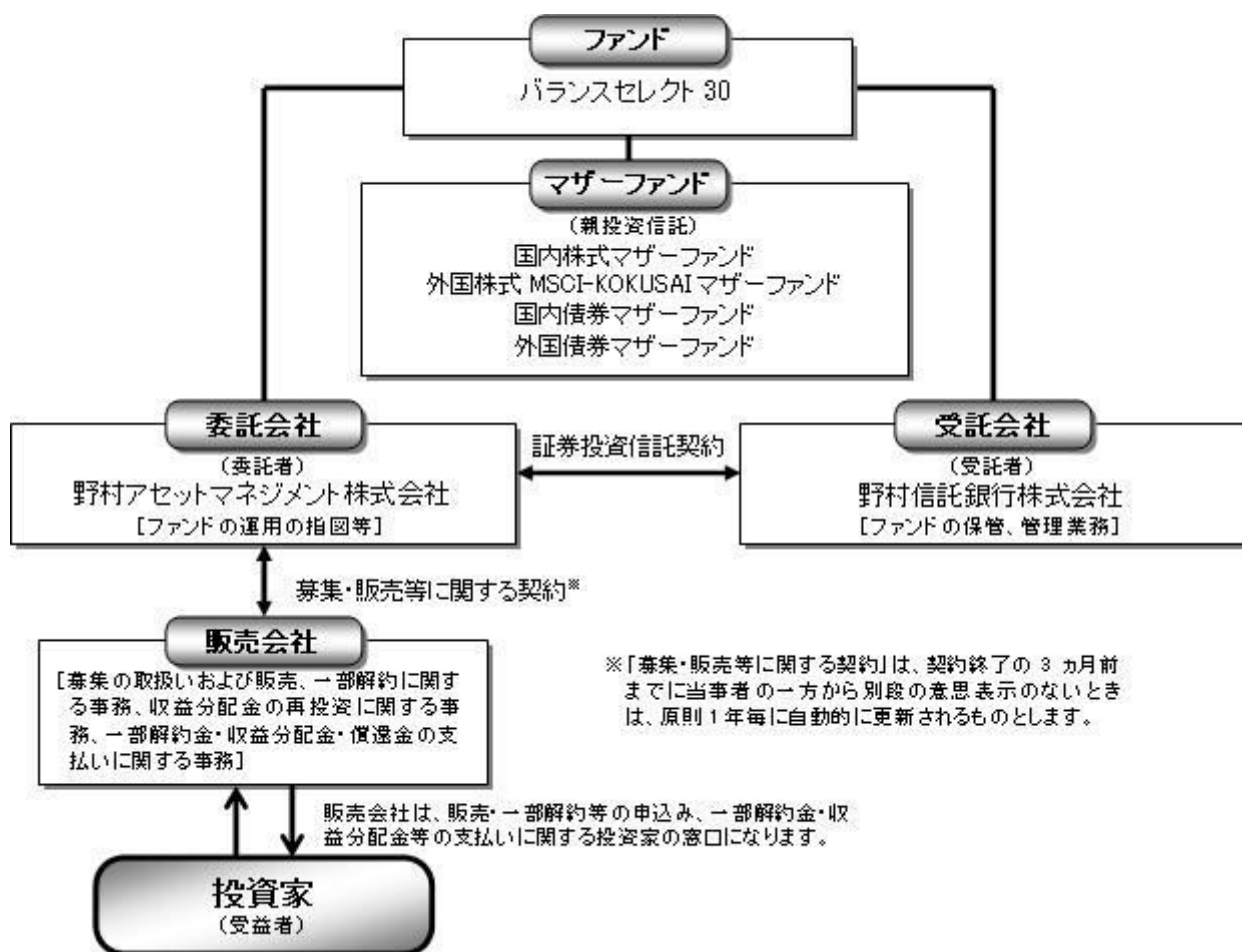 ファンド
バランスセレクト 30
マザーファンド
(親投資信託)
国内株式マザーファンド
外国株式 MSCI-KOKUSAI マザーファンド
国内債券マザーファンド
外国債券マザーファンド
委託会社
(委託者)
野村アセットマネジメント株式会社
[ファンドの運用の指図等]
証券投資信託契約
受託会社
(受託者)
野村信託銀行株式会社
[ファンドの保管、管理業務]
募集・販売等に関する契約※
販売会社
[募集の取扱いおよび販売、一部解約に関す
る事務、収益分配金の再投資に関する事
務、一部解約金・収益分配金・償還金の支
払いに関する事務]
※「募集・販売等に関する契約」は、契約終了の 3 ヵ月前
までに当事者の一方から別段の意思表示のないとき
は、原則 1 年毎に自動的に更新されるものとします。
販売会社は、販売・一部解約等の申込み、一部解約金・収
益分配金等の支払いに関する投資家の窓口になります。
投資家
(受益者)